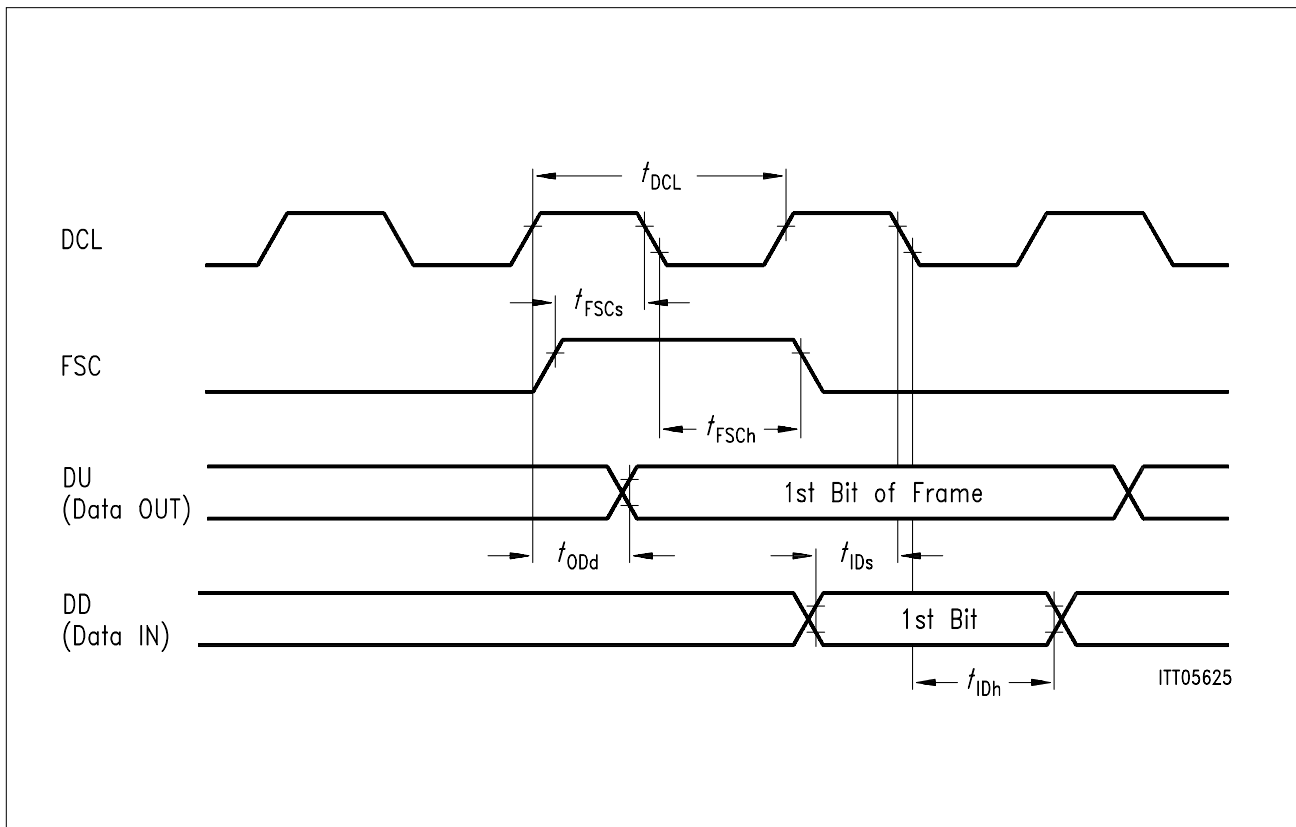 tDCL
DCL
tFSCs
FSC
tFSCh
DU
(Data OUT)
1st Bit of Frame
tODd
tIDs
DD
(Data IN)
1st Bit
tIDh
ITT05625